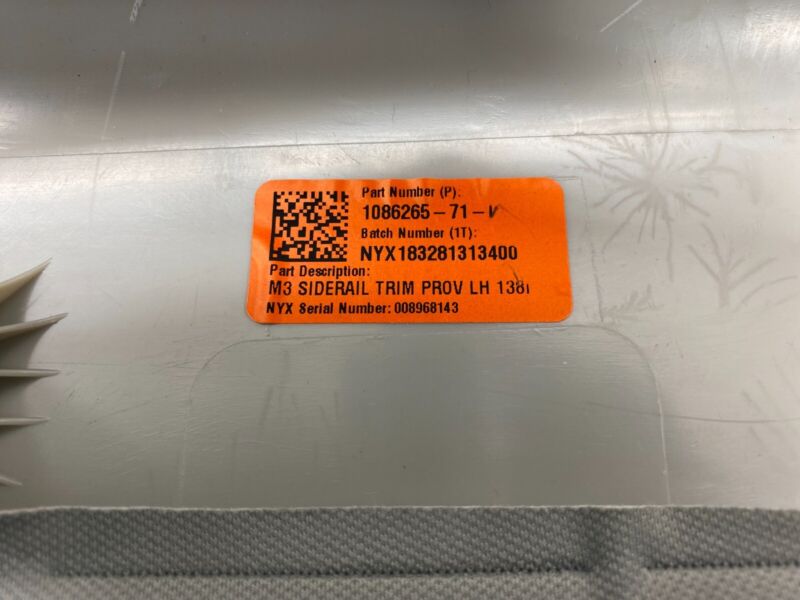 Part Number (P):
1086265-71-
Batch Number (1T):
NYX183281313400
Part Description:
M3 SIDERAIL TRIM PROV LH
NYX Serial Number: 008968143